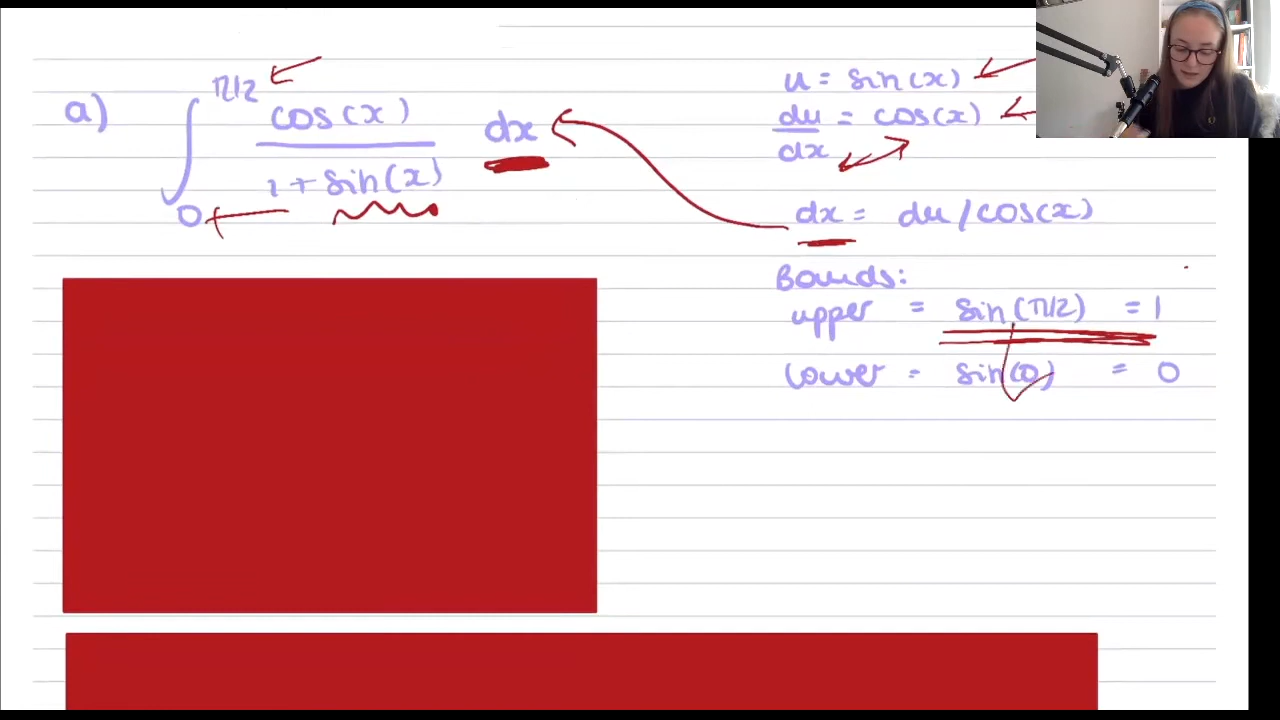 a) ∫ π/2 0 cos(x) / 1 + sin(x) dx
u = sin(x)
du/dx = cos(x)
dx = du/cos(x)
Bounds:
upper = sin(π/2) = 1
lower = sin(0) = 0